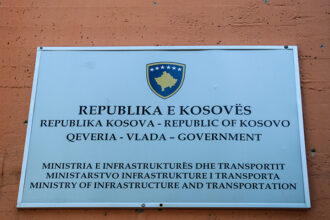 REPUBLIKA E KOSOVËS
REPUBLIKA KOSOVA - REPUBLIC OF KOSOVO
QEVERIA - VLADA - GOVERNMENT
MINISTRIA E INFRASTRUKTURËS DHE TRANSPORTIT
MINISTARSTVO INFRASTRUKTURE I TRANSPORTA
MINISTRY OF INFRASTRUCTURE AND TRANSPORTATION